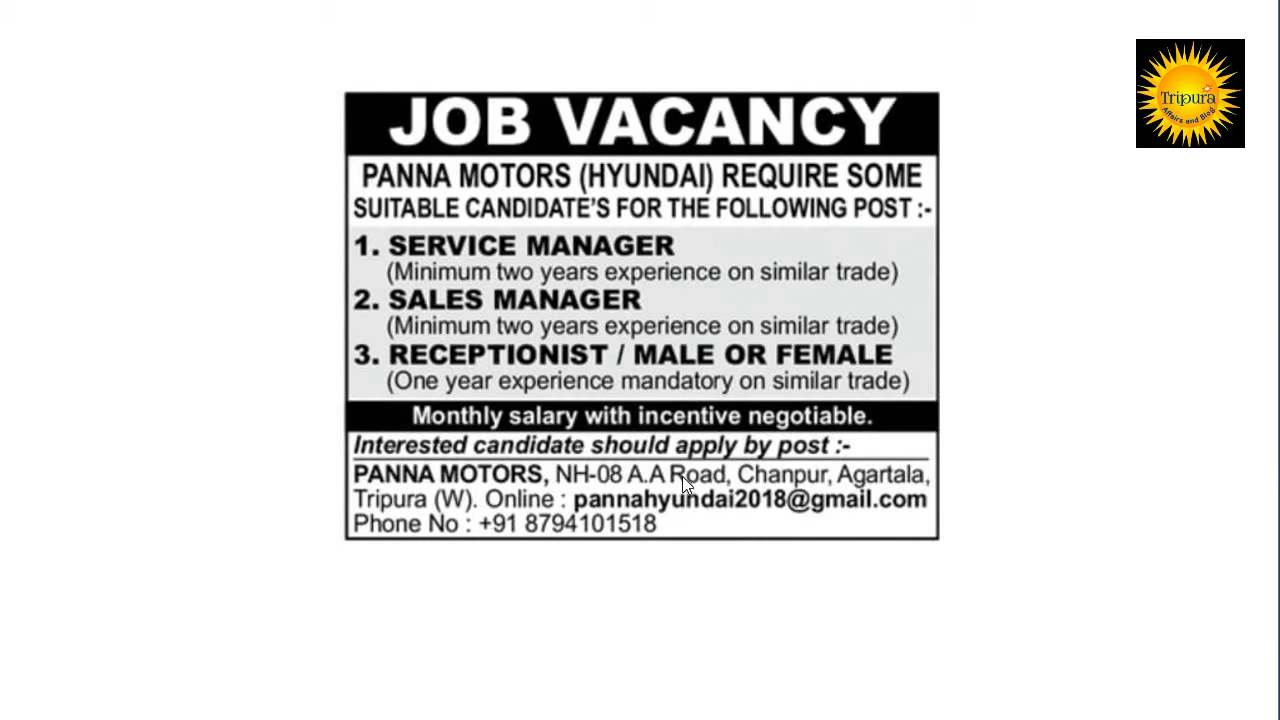 Tripura
Affairs and Blog
JOB VACANCY
PANNA MOTORS (HYUNDAI) REQUIRE SOME
SUITABLE CANDIDATE'S FOR THE FOLLOWING POST :-
1. SERVICE MANAGER
(Minimum two years experience on similar trade)
2. SALES MANAGER
(Minimum two years experience on similar trade)
3. RECEPTIONIST / MALE OR FEMALE
(One year experience mandatory on similar trade)
Monthly salary with incentive negotiable.
Interested candidate should apply by post :-
PANNA MOTORS, NH-08 A.A Road, Chanpur, Agartala,
Tripura (W). Online : pannahyundai2018@gmail.com
Phone No : +91 8794101518